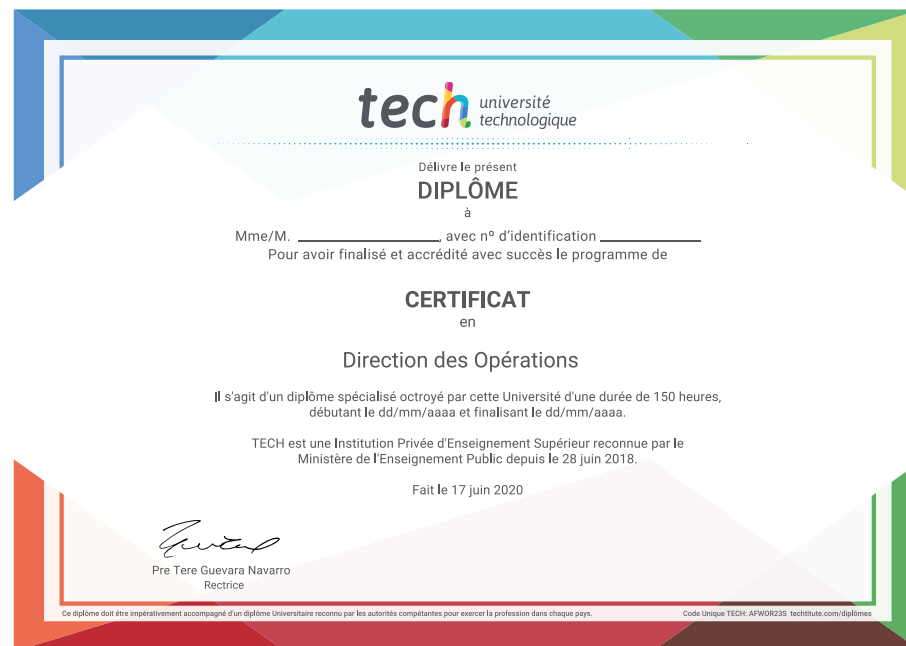 tech université
technologique
Délivre le présent
DIPLÔME
à
Mme/M. ____________________, avec nº d'identification ______________
Pour avoir finalisé et accrédité avec succès le programme de
CERTIFICAT
en
Direction des Opérations
Il s'agit d'un diplôme spécialisé octroyé par cette Université d'une durée de 150 heures,
débutant le dd/mm/aaaa et finalisant le dd/mm/aaaa.
TECH est une Institution Privée d'Enseignement Supérieur reconnue par le
Ministère de l'Enseignement Public depuis le 28 juin 2018.
Fait le 17 juin 2020
Pre Tere Guevara Navarro
Rectrice
Ce diplôme doit être impérativement accompagné d'un diplôme Universitaire reconnu par les autorités compétantes pour exercer la profession dans chaque pays. Code Unique TECH: AFWOR23S techtitute.com/diplômes